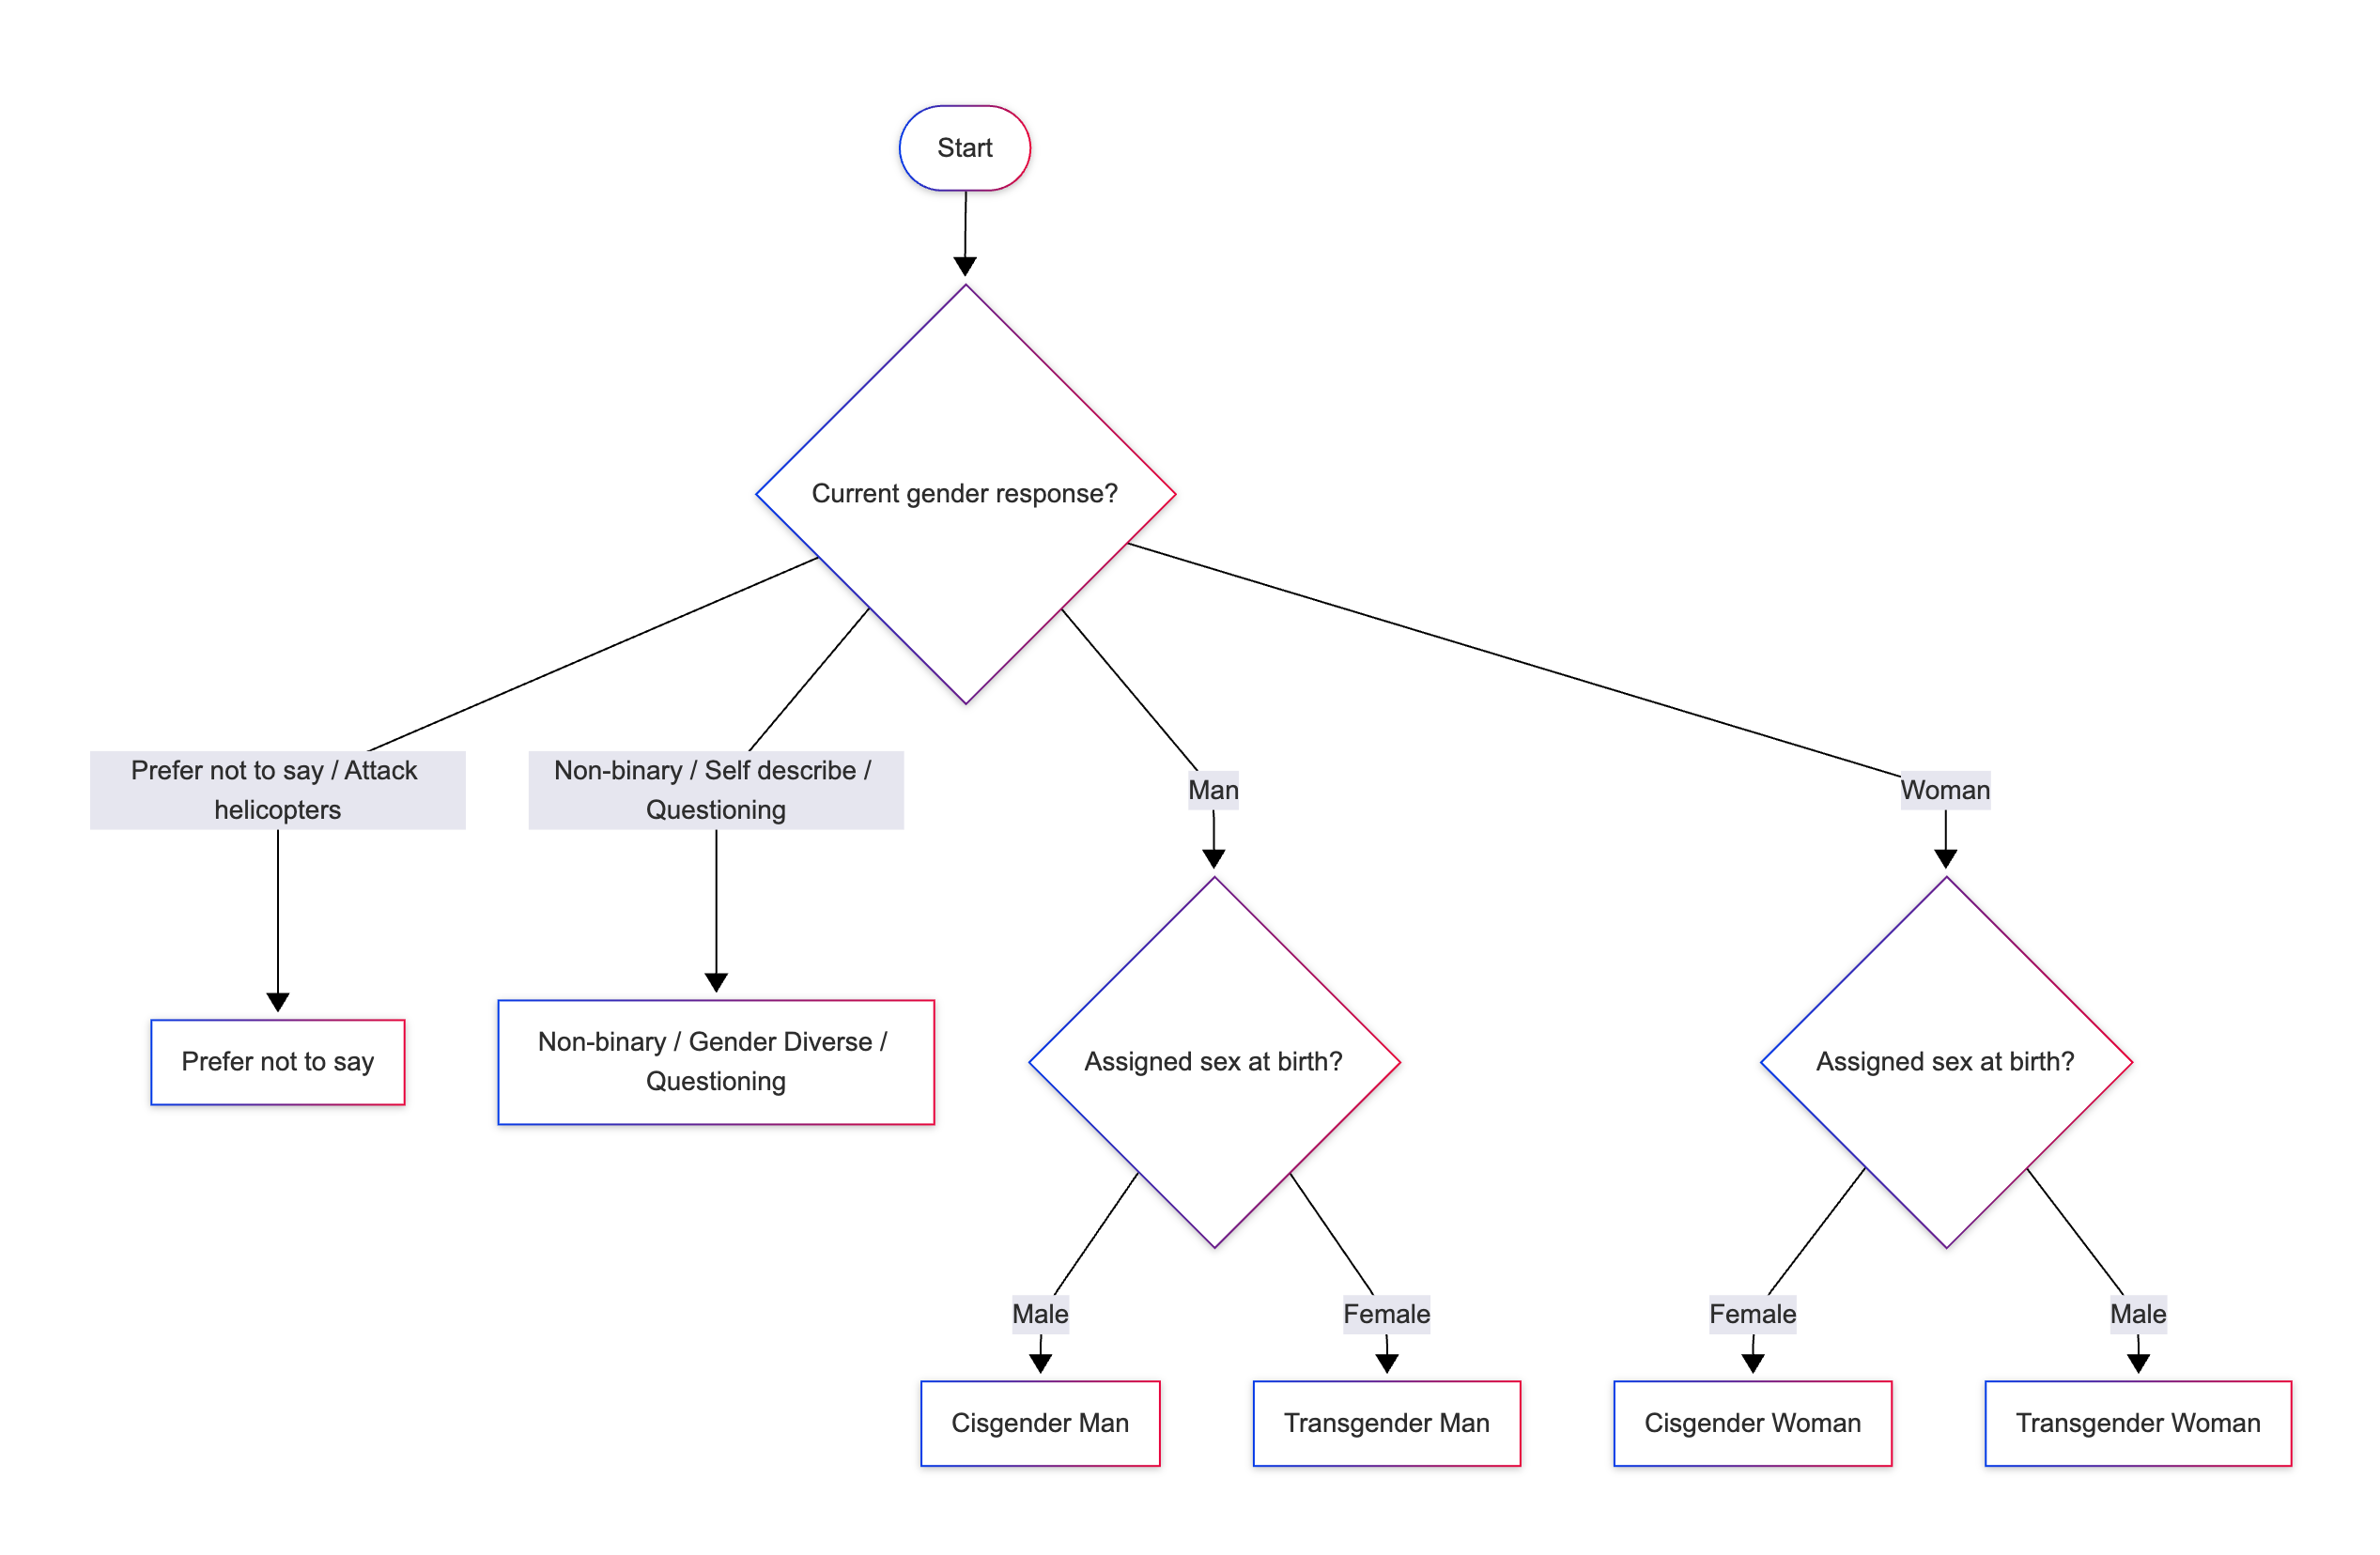 Start
Current gender response?
Prefer not to say / Attack
helicopters
Non-binary / Self describe /
Questioning
Man
Woman
Prefer not to say
Non-binary / Gender Diverse /
Questioning
Assigned sex at birth?
Assigned sex at birth?
Male
Female
Female
Male
Cisgender Man
Transgender Man
Cisgender Woman
Transgender Woman